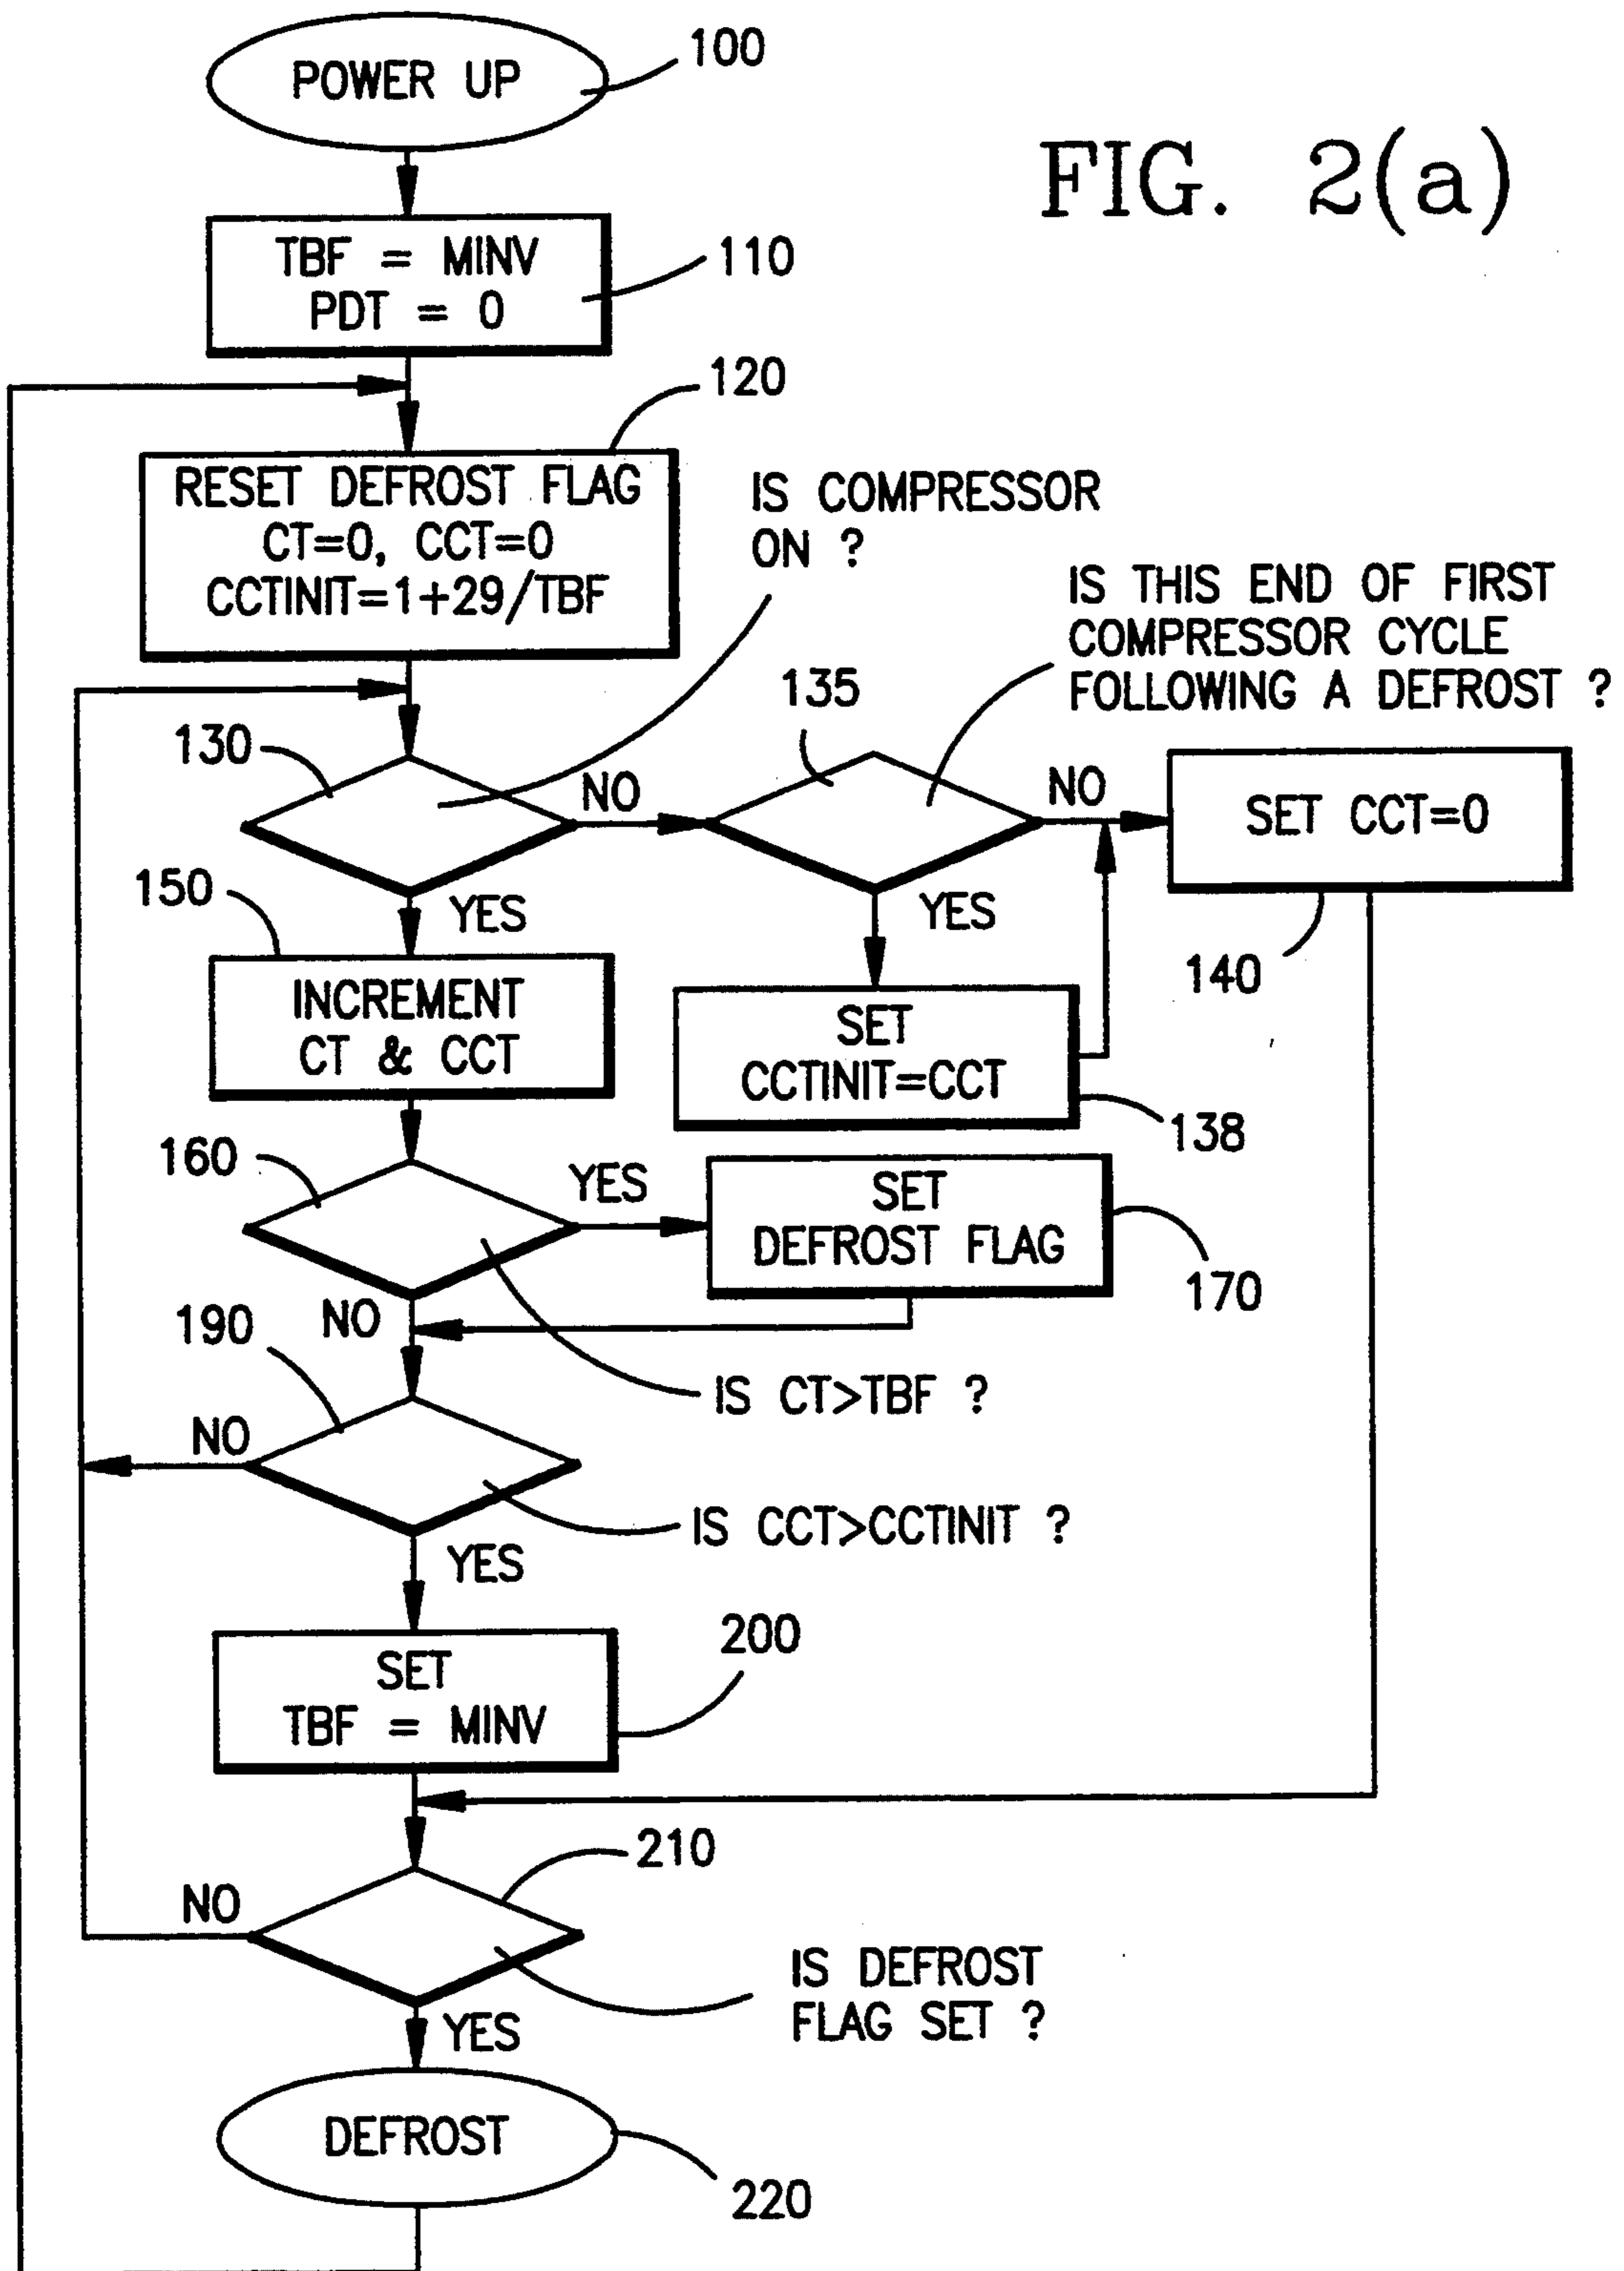 POWER UP
100
FIG. 2(a)
TBF = MINV
PDT = 0
110
120
RESET DEFROST FLAG
CT=0, CCT=0
CCTINIT=1+29/TBF
IS COMPRESSOR
ON ?
IS THIS END OF FIRST
COMPRESSOR CYCLE
FOLLOWING A DEFROST ?
130
NO
135
NO
SET CCT=0
140
YES
150
INCREMENT
CT & CCT
YES
SET
CCTINIT=CCT
138
160
YES
SET
DEFROST FLAG
170
NO
IS CT>TBF ?
190
NO
IS CCT>CCTINIT ?
YES
SET
TBF = MINV
200
210
NO
IS DEFROST
FLAG SET ?
YES
DEFROST
220